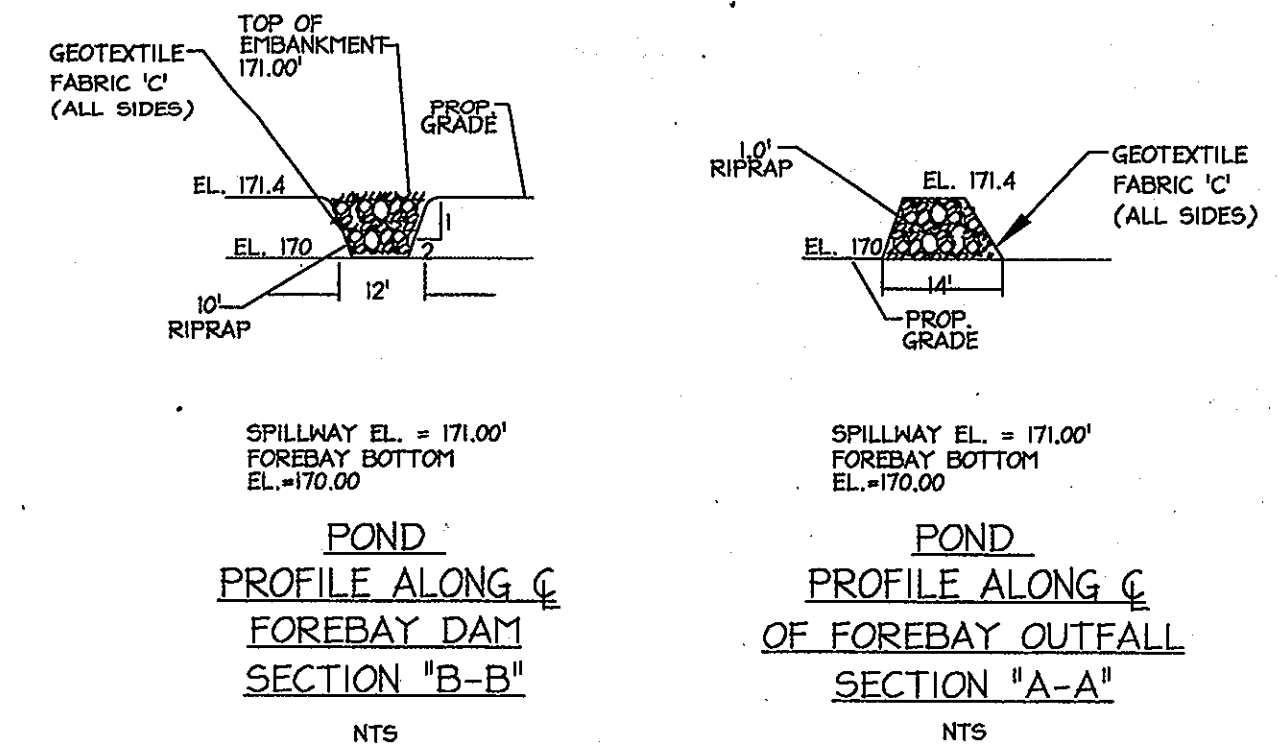 TOP OF
EMBANKMENT
171.00'
GEOTEXTILE
FABRIC 'C'
(ALL SIDES)
PROP.
GRADE
EL. 171.4
1
EL. 170
2
12'
10'
RIPRAP
SPILLWAY EL. = 171.00'
FOREBAY BOTTOM
EL.=170.00
POND
PROFILE ALONG ℄
FOREBAY DAM
SECTION "B-B"
NTS
1.0'
RIPRAP
EL. 171.4
GEOTEXTILE
FABRIC 'C'
(ALL SIDES)
EL. 170
14'
PROP.
GRADE
SPILLWAY EL. = 171.00'
FOREBAY BOTTOM
EL.=170.00
POND
PROFILE ALONG ℄
OF FOREBAY OUTFALL
SECTION "A-A"
NTS